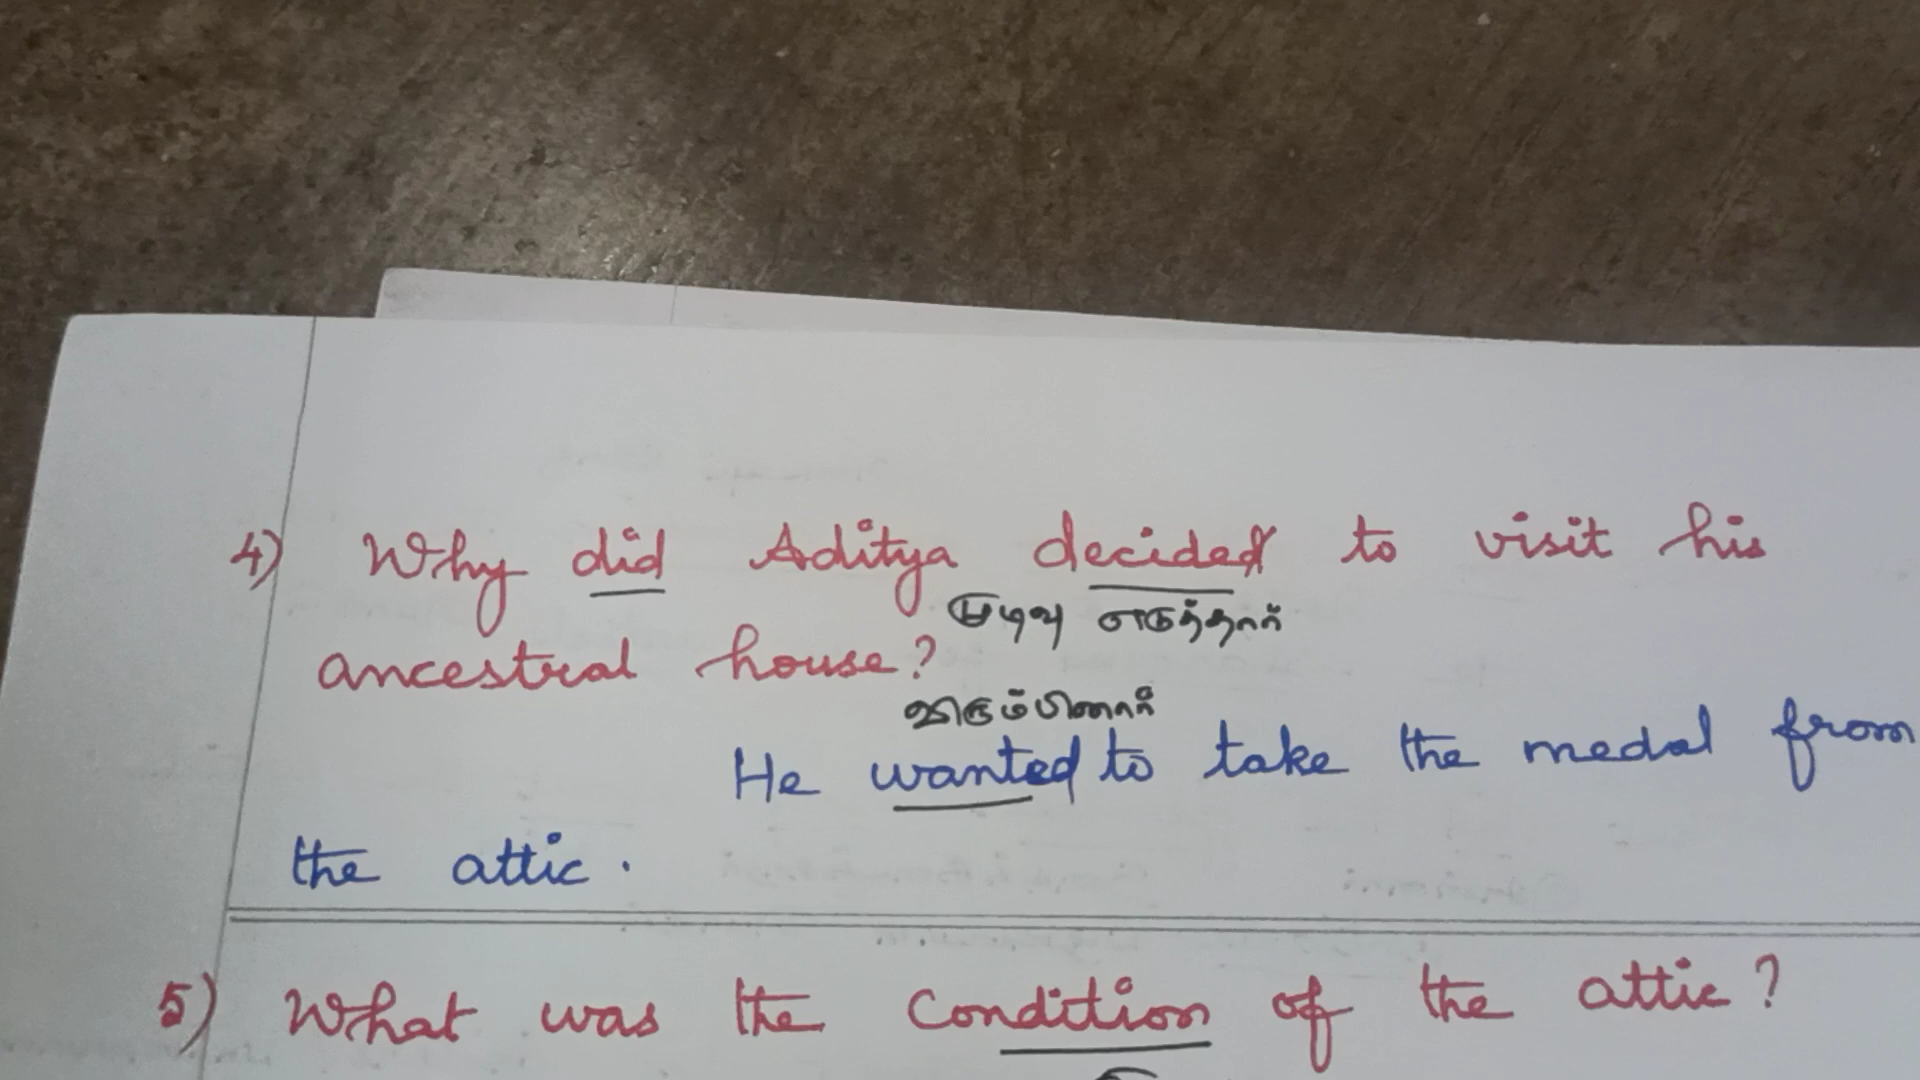 4) Why did Aditya decided to visit his
முடிவு எடுத்தார்
ancestral house?
விரும்பினார்
He wanted to take the medal from
the attic.
5) What was the Condition of the attic?